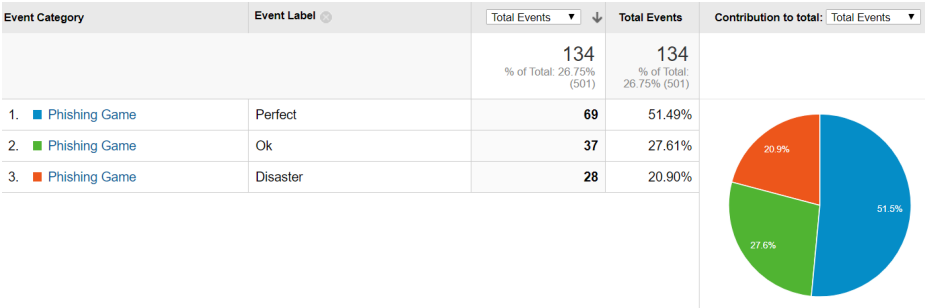 Event Category Event Label Total Events ▼ Total Events Contribution to total: Total Events ▼
134 134
% of Total: 26.75% % of Total:
(501) 26.75% (501)
1. Phishing Game Perfect 69 51.49%
2. Phishing Game Ok 37 27.61%
3. Phishing Game Disaster 28 20.90%
20.9%
51.5%
27.6%